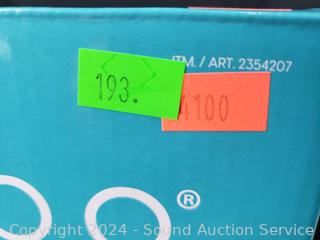 ITM. / ART. 2354207
193.
4100
®
Copyright 2024 - Sound Auction Service